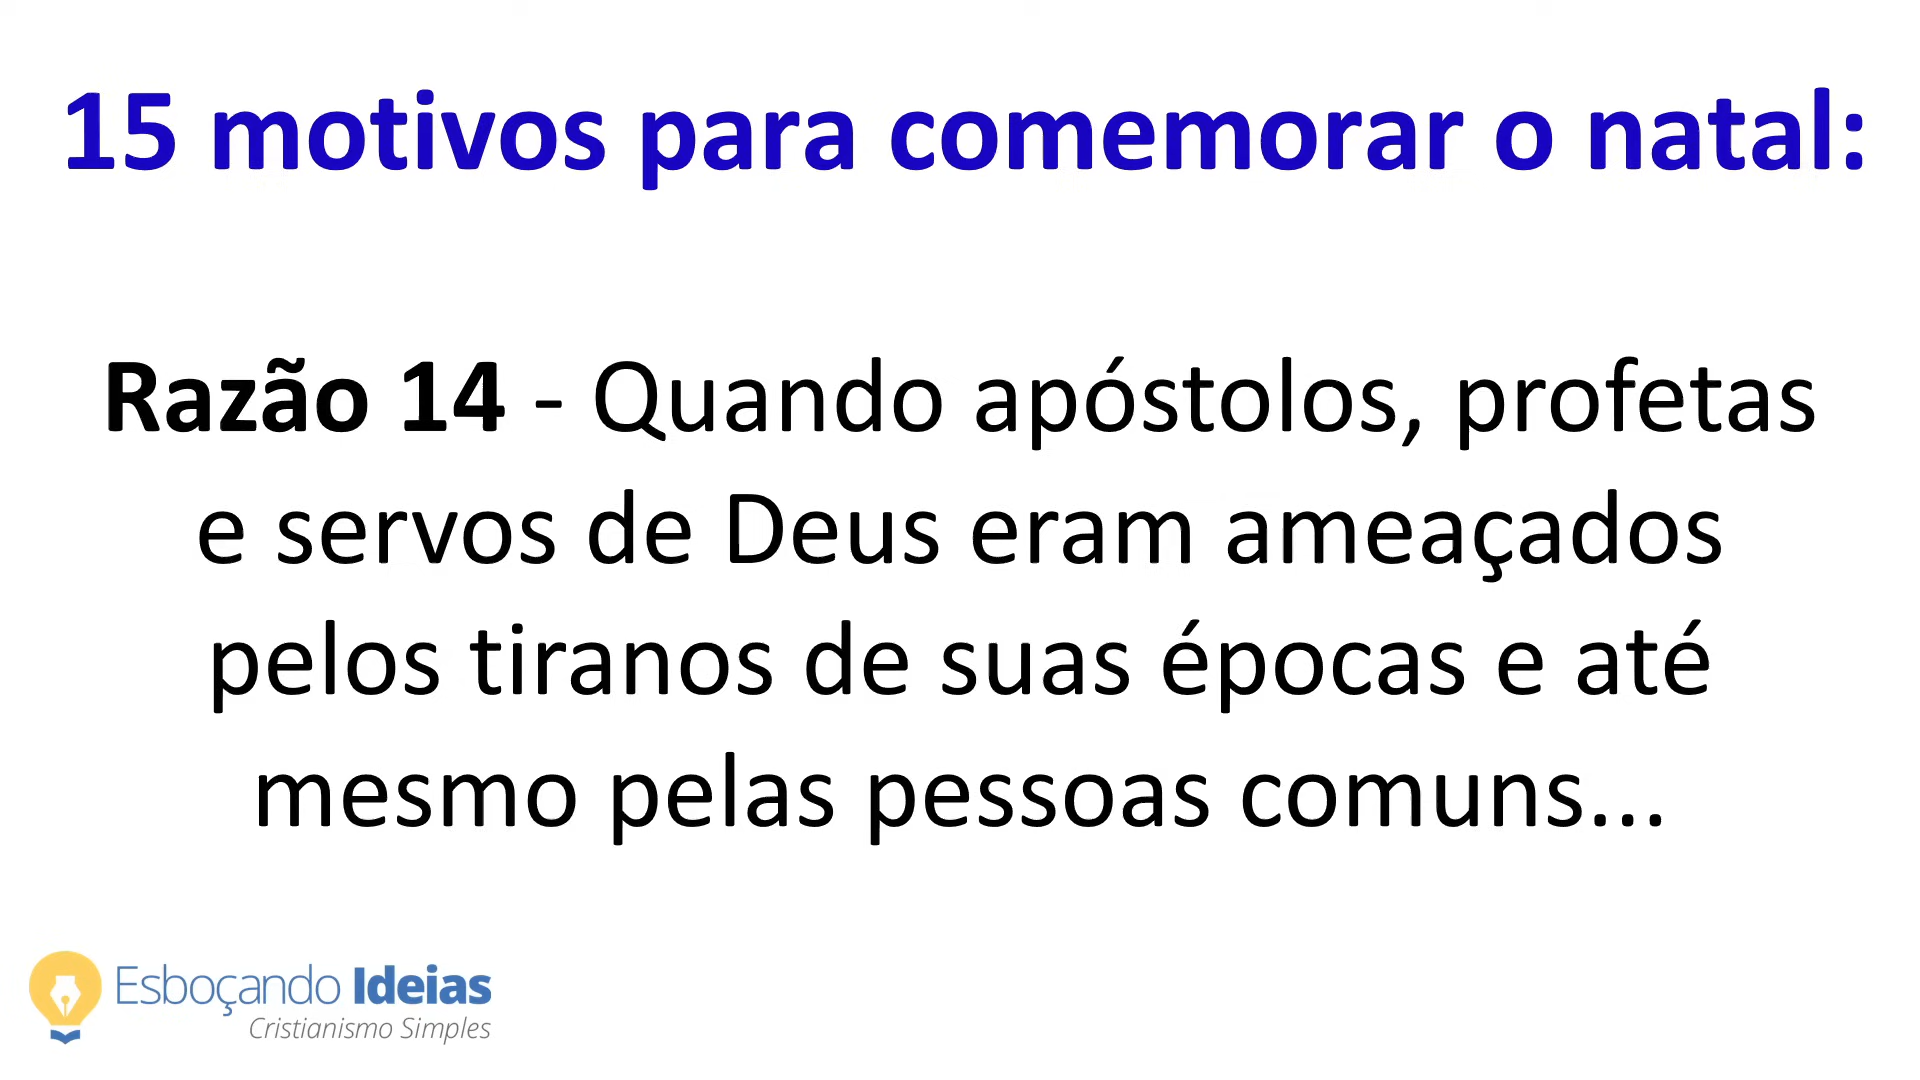 15 motivos para comemorar o natal:
Razão 14 - Quando apóstolos, profetas
e servos de Deus eram ameaçados
pelos tiranos de suas épocas e até
mesmo pelas pessoas comuns...
Esboçando Ideias
Cristianismo Simples